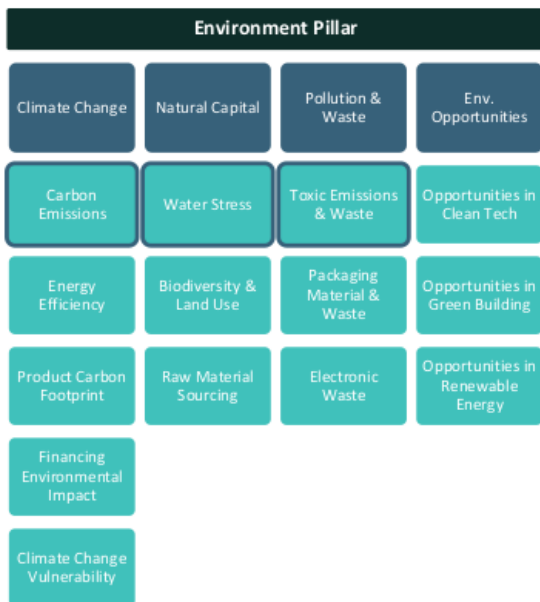 Environment Pillar
Climate Change
Natural Capital
Pollution &
Waste
Env.
Opportunities
Carbon
Emissions
Water Stress
Toxic Emissions
& Waste
Opportunities in
Clean Tech
Energy
Efficiency
Biodiversity &
Land Use
Packaging
Material &
Waste
Opportunities in
Green Building
Product Carbon
Footprint
Raw Material
Sourcing
Electronic
Waste
Opportunities in
Renewable
Energy
Financing
Environmental
Impact
Climate Change
Vulnerability